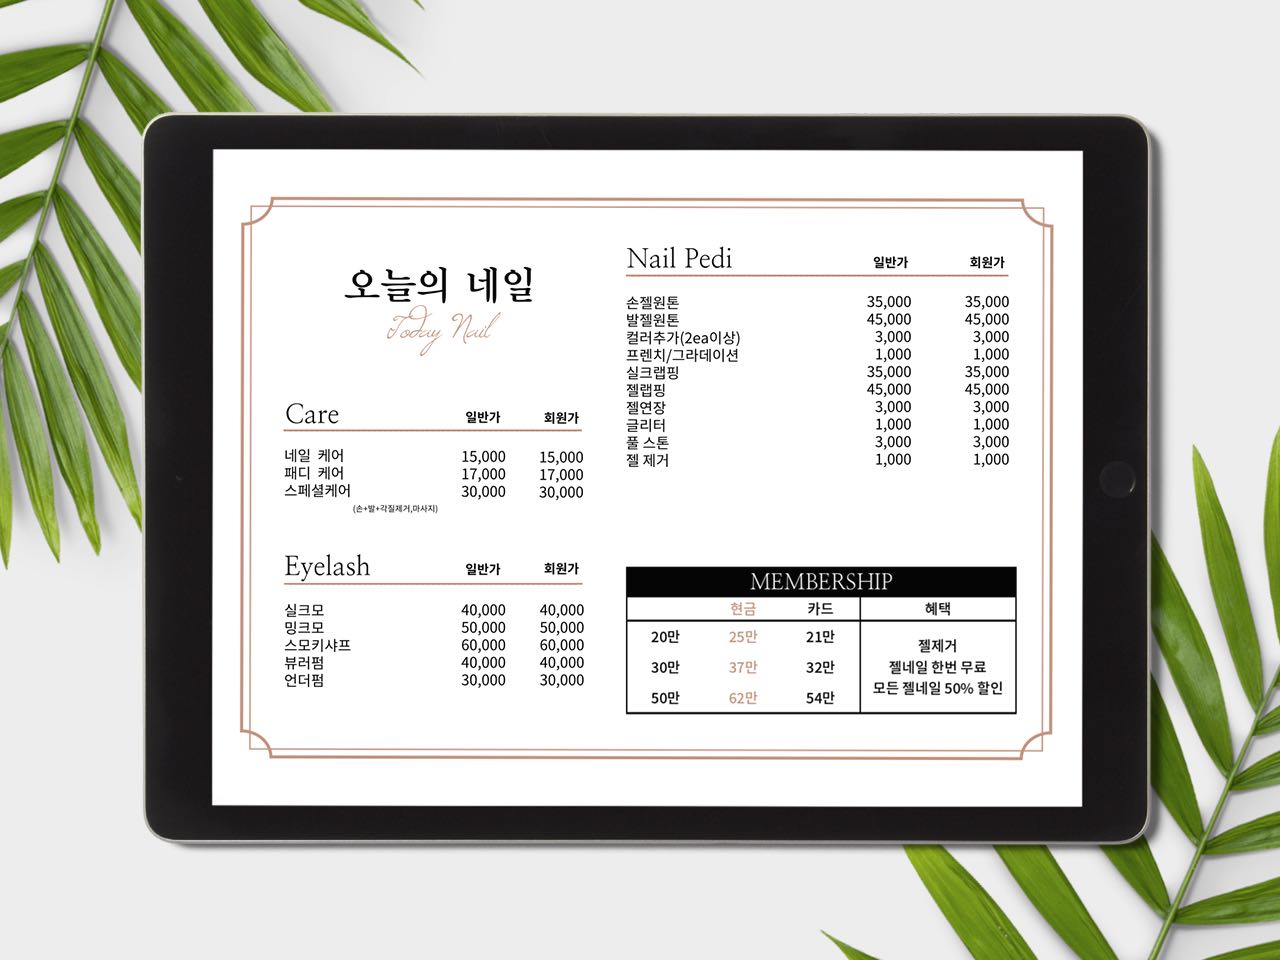 오늘의 네일
Today Nail
Care 일반가 회원가
네일 케어 15,000 15,000
패디 케어 17,000 17,000
스페셜케어 30,000 30,000
(손+발+각질제거,마사지)
Eyelash 일반가 회원가
실크모 40,000 40,000
밍크모 50,000 50,000
스모키샤프 60,000 60,000
뷰러펌 40,000 40,000
언더펌 30,000 30,000
Nail Pedi 일반가 회원가
손젤원톤 35,000 35,000
발젤원톤 45,000 45,000
컬러추가(2ea이상) 3,000 3,000
프렌치/그라데이션 1,000 1,000
실크랩핑 35,000 35,000
젤랩핑 45,000 45,000
젤연장 3,000 3,000
글리터 1,000 1,000
풀 스톤 3,000 3,000
젤 제거 1,000 1,000
MEMBERSHIP
현금 카드 혜택
20만 25만 21만
30만 37만 32만
50만 62만 54만
젤제거
젤네일 한번 무료
모든 젤네일 50% 할인